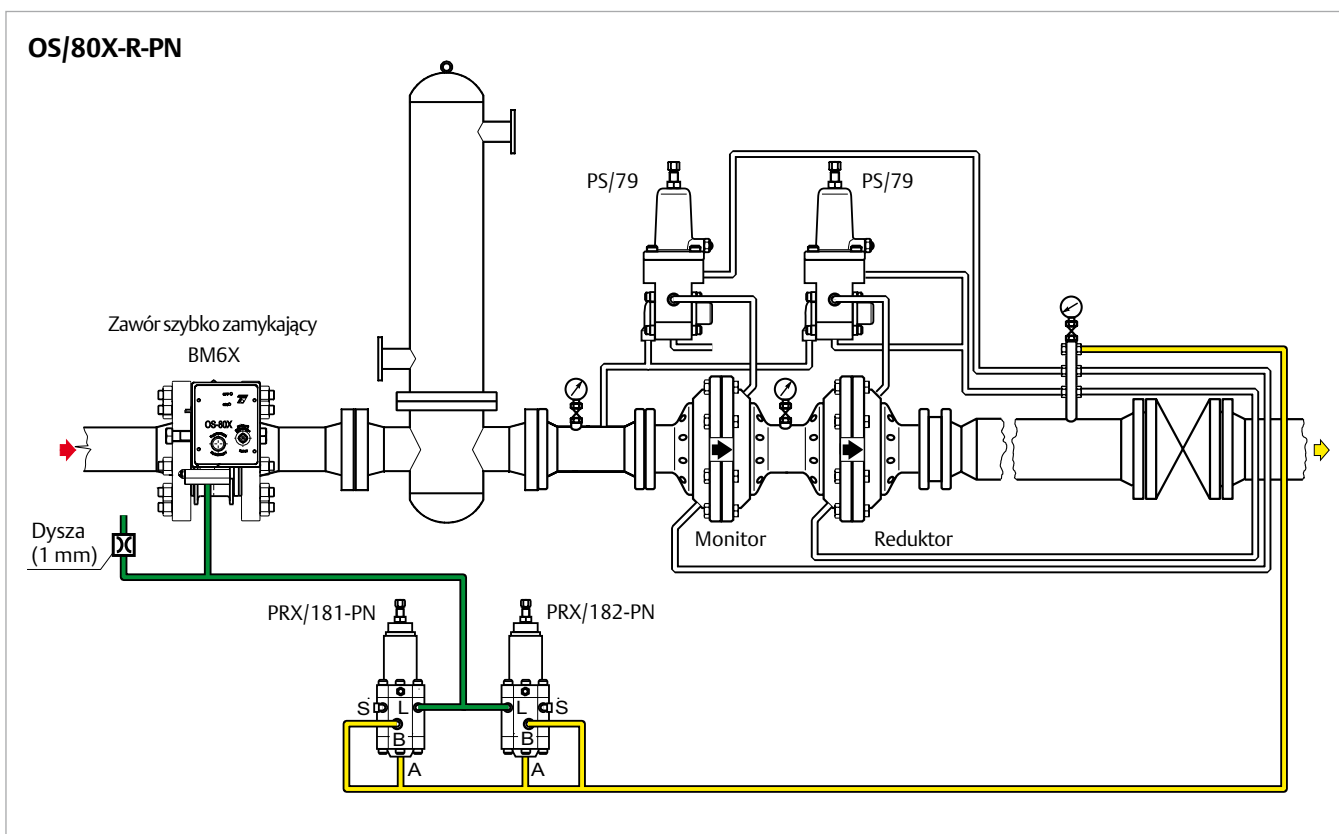 OS/80X-R-PN
PS/79
PS/79
Zawór szybko zamykający
BM6X
OS-80X
Dysza
(1 mm)
Monitor
Reduktor
PRX/181-PN
PRX/182-PN
S
L
L
S
B
B
A
A